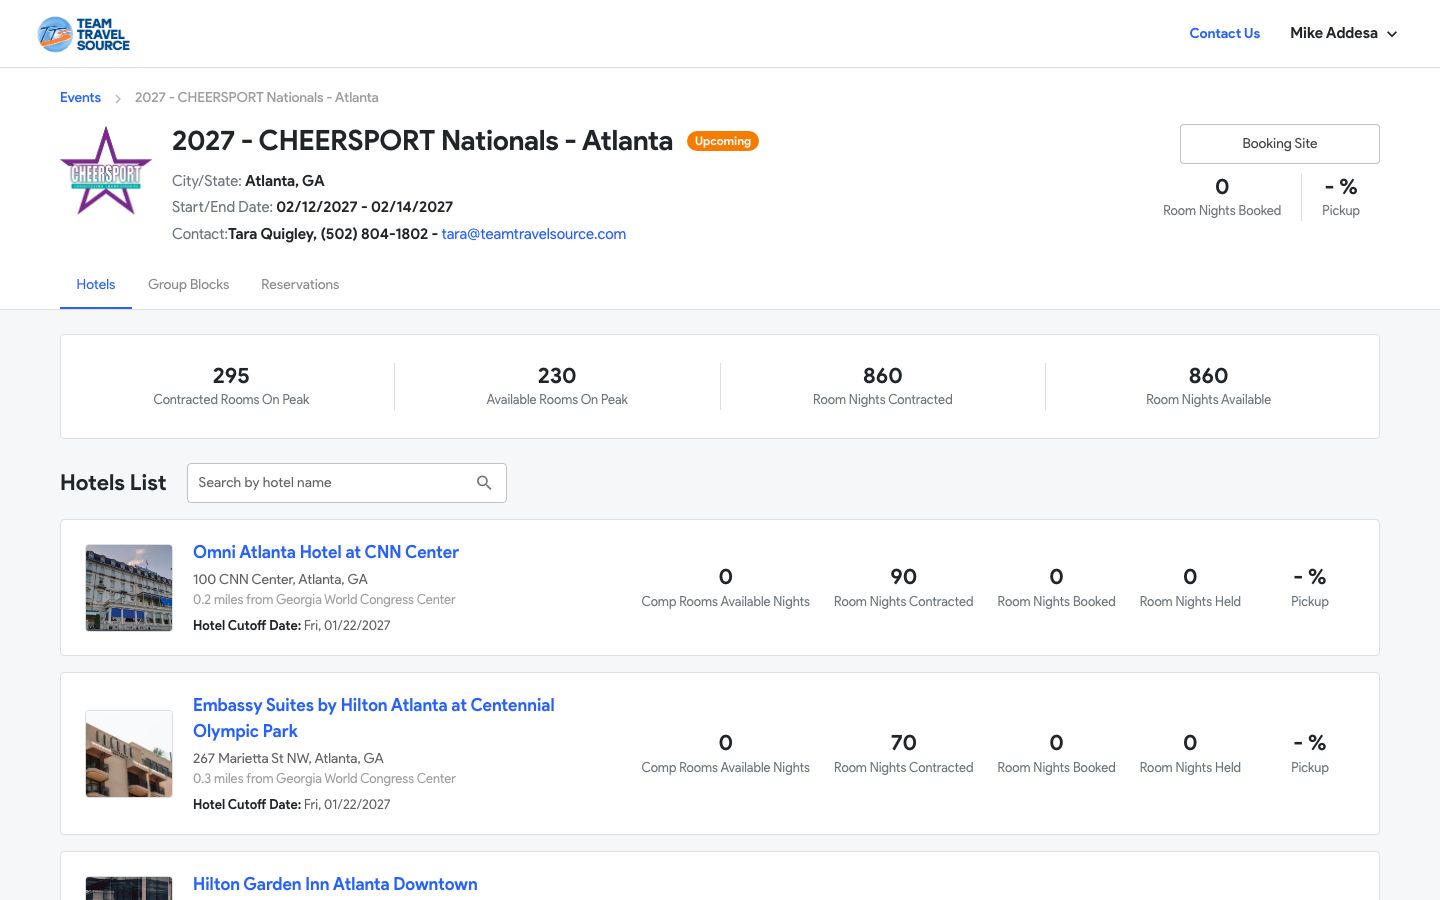 TEAM
TRAVEL
SOURCE
Contact Us
Mike Addesa
Events
2027 - CHEERSPORT Nationals - Atlanta
CHEERSPORT
2027 - CHEERSPORT Nationals - Atlanta
Upcoming
City/State: Atlanta, GA
Start/End Date: 02/12/2027 - 02/14/2027
Contact:Tara Quigley, (502) 804-1802 - tara@teamtravelsource.com
Booking Site
0
Room Nights Booked
- %
Pickup
Hotels
Group Blocks
Reservations
295
Contracted Rooms On Peak
230
Available Rooms On Peak
860
Room Nights Contracted
860
Room Nights Available
Hotels List
Search by hotel name
Omni Atlanta Hotel at CNN Center
100 CNN Center, Atlanta, GA
0.2 miles from Georgia World Congress Center
Hotel Cutoff Date: Fri, 01/22/2027
0
Comp Rooms Available Nights
90
Room Nights Contracted
0
Room Nights Booked
0
Room Nights Held
- %
Pickup
Embassy Suites by Hilton Atlanta at Centennial
Olympic Park
267 Marietta St NW, Atlanta, GA
0.3 miles from Georgia World Congress Center
Hotel Cutoff Date: Fri, 01/22/2027
0
Comp Rooms Available Nights
70
Room Nights Contracted
0
Room Nights Booked
0
Room Nights Held
- %
Pickup
Hilton Garden Inn Atlanta Downtown